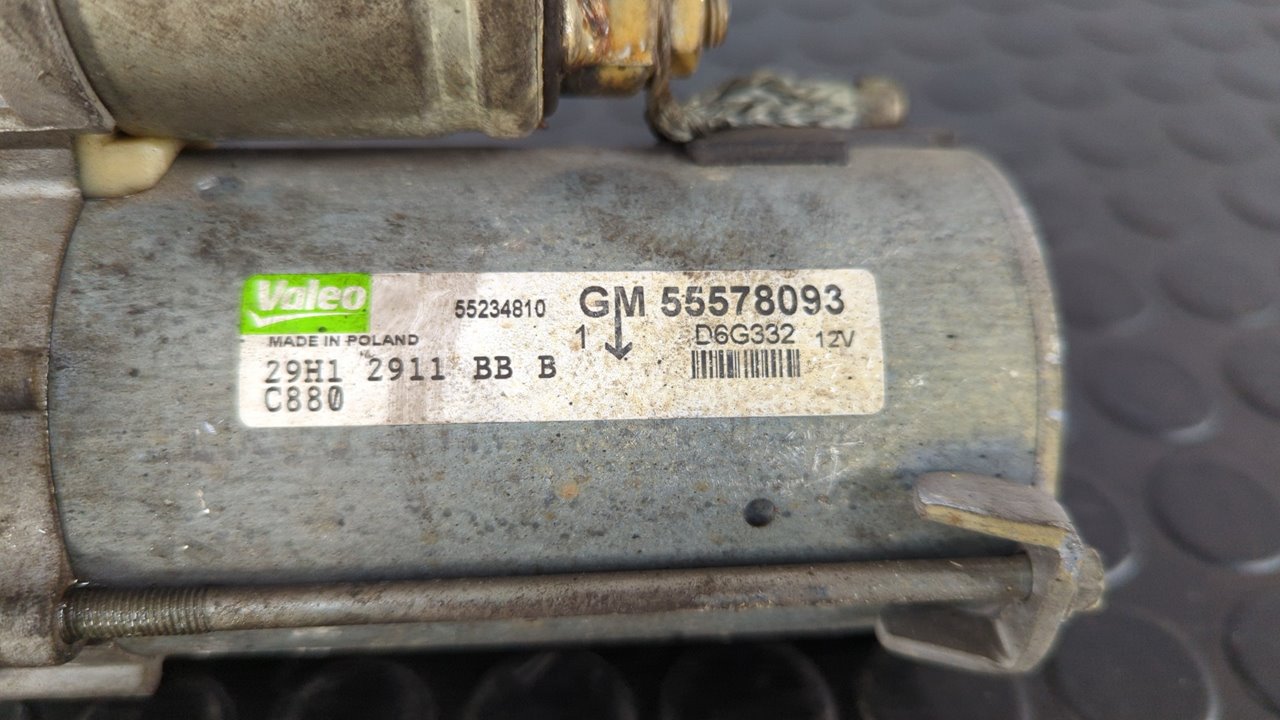 Valeo 55234810 GM 55578093
MADE IN POLAND 1 D6G332 12V
29H1 2911 BB B
C880